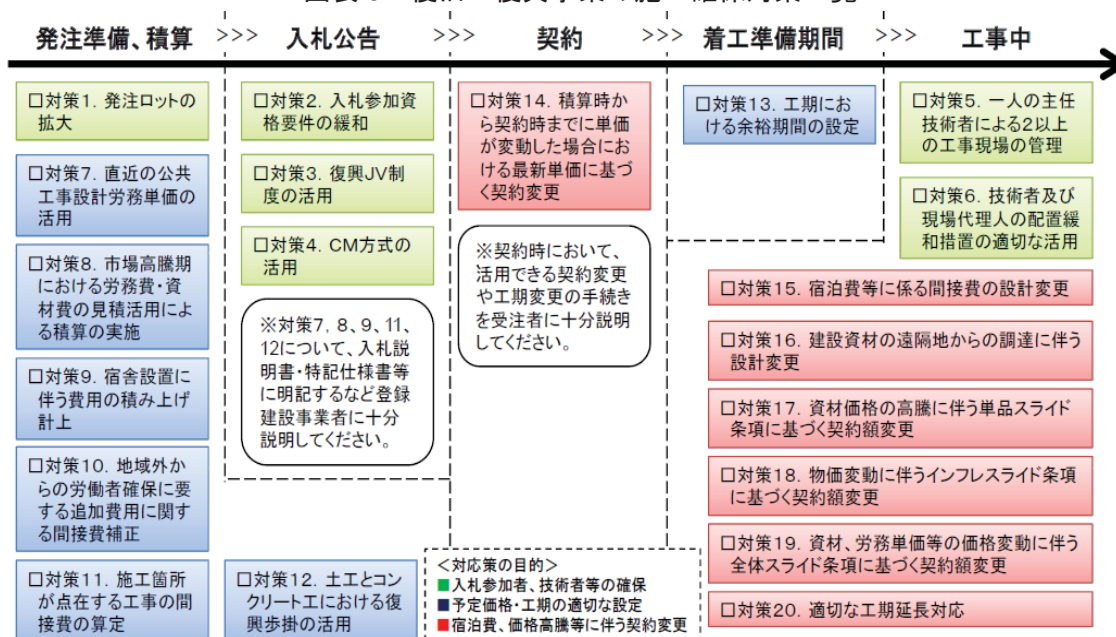 発注準備、積算 >>> 入札公告 >>> 契約 >>> 着工準備期間 >>> 工事中
□対策1. 発注ロットの
拡大
□対策7. 直近の公共
工事設計労務単価の
活用
□対策8. 市場高騰期
における労務費・資
材費の見積活用によ
る積算の実施
□対策9. 宿舎設置に
伴う費用の積み上げ
計上
□対策10. 地域外か
らの労働者確保に要
する追加費用に関す
る間接費補正
□対策11. 施工箇所
が点在する工事の間
接費の算定
□対策2. 入札参加資
格要件の緩和
□対策3. 復興JV制
度の活用
□対策4. CM方式の
活用
※対策7, 8、9、11、
12について、入札説
明書・特記仕様書等
に明記するなど登録
建設事業者に十分
説明してください。
□対策12. 土工とコン
クリート工における復
興歩掛の活用
□対策14. 積算時か
ら契約時までに単価
が変動した場合にお
ける最新単価に基づ
く契約変更
※契約時において、
活用できる契約変更
や工期変更の手続き
を受注者に十分説明
してください。
<対応策の目的>
■入札参加者、技術者等の確保
■予定価格・工期の適切な設定
■宿泊費、価格高騰等に伴う契約変更
□対策13. 工期にお
ける余裕期間の設定
□対策5. 一人の主任
技術者による2以上
の工事現場の管理
□対策6. 技術者及び
現場代理人の配置緩
和措置の適切な活用
□対策15. 宿泊費等に係る間接費の設計変更
□対策16. 建設資材の遠隔地からの調達に伴う
設計変更
□対策17. 資材価格の高騰に伴う単品スライド
条項に基づく契約額変更
□対策18. 物価変動に伴うインフレスライド条項
に基づく契約額変更
□対策19. 資材、労務単価等の価格変動に伴う
全体スライド条項に基づく契約額変更
□対策20. 適切な工期延長対応